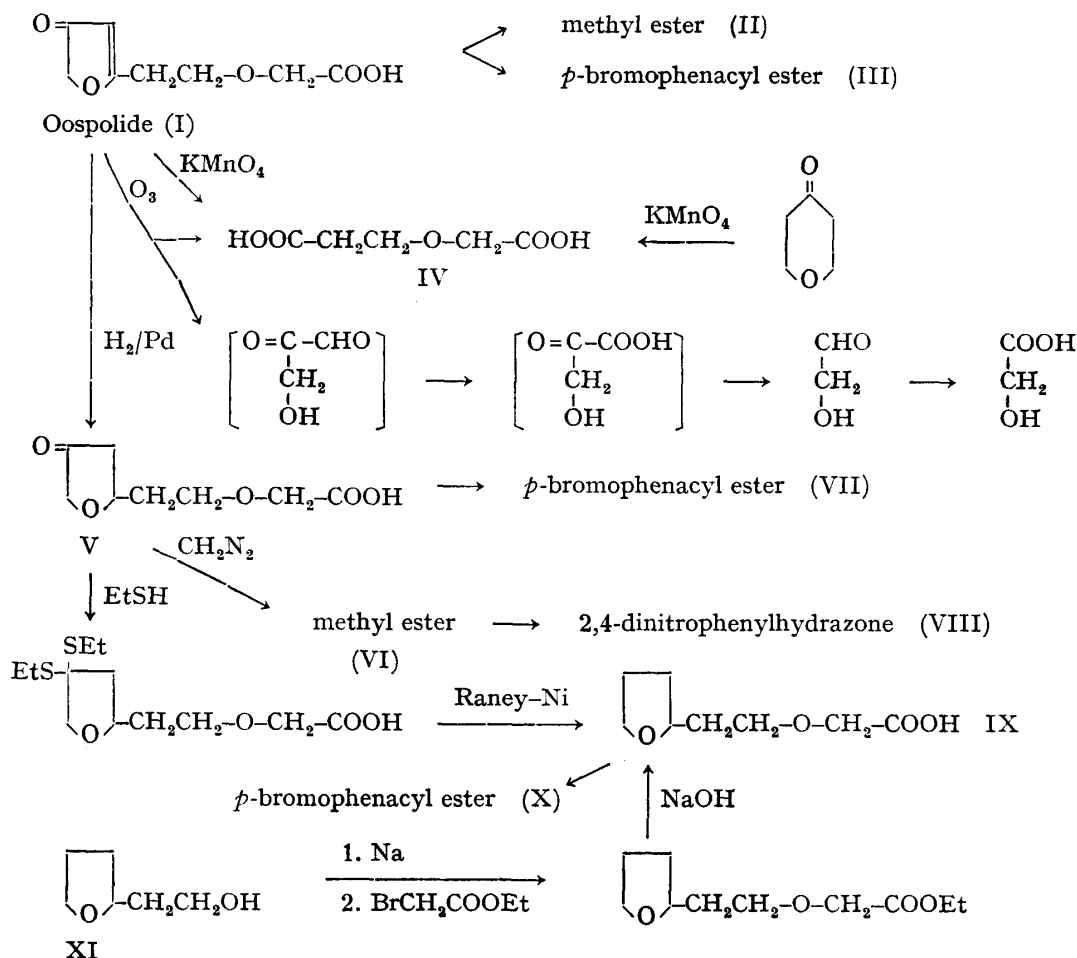 O=
O
-CH₂CH₂-O-CH₂-COOH
methyl ester (II)
p-bromophenacyl ester (III)
Oospolide (I)
KMnO₄
O₃
O
KMnO₄
O
HOOC-CH₂CH₂-O-CH₂-COOH
IV
H₂/Pd
O=C-CHO
CH₂
OH
O=C-COOH
CH₂
OH
CHO
CH₂
OH
COOH
CH₂
OH
O=
O
-CH₂CH₂-O-CH₂-COOH
p-bromophenacyl ester (VII)
V
CH₂N₂
EtSH
methyl ester
(VI)
2,4-dinitrophenylhydrazone (VIII)
SEt
EtS-
O
-CH₂CH₂-O-CH₂-COOH
Raney-Ni
O
-CH₂CH₂-O-CH₂-COOH IX
p-bromophenacyl ester (X)
NaOH
O
-CH₂CH₂OH
XI
1. Na
2. BrCH₂COOEt
O
-CH₂CH₂-O-CH₂-COOEt